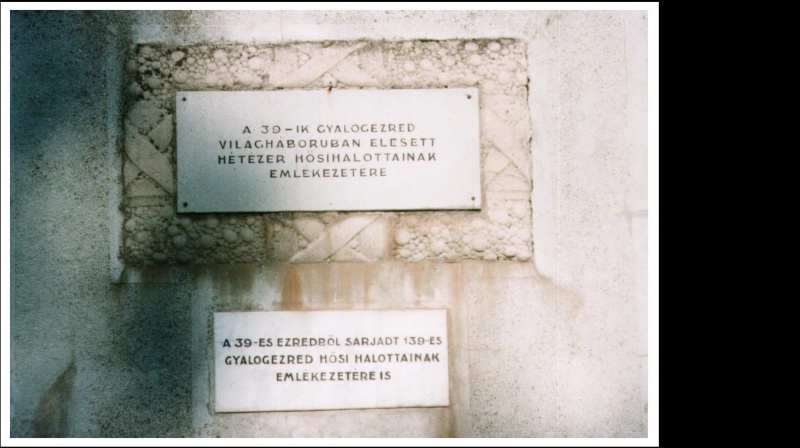 A 39-IK GYALOGEZRED
VILÁGHÁBORUBAN ELESETT
HÉTEZER HŐSIHALOTTAINAK
EMLÉKEZETÉRE
A 39-ES EZREDBŐL SARJADT 139-ES
GYALOGEZRED HŐSI HALOTTAINAK
EMLÉKEZETÉRE IS